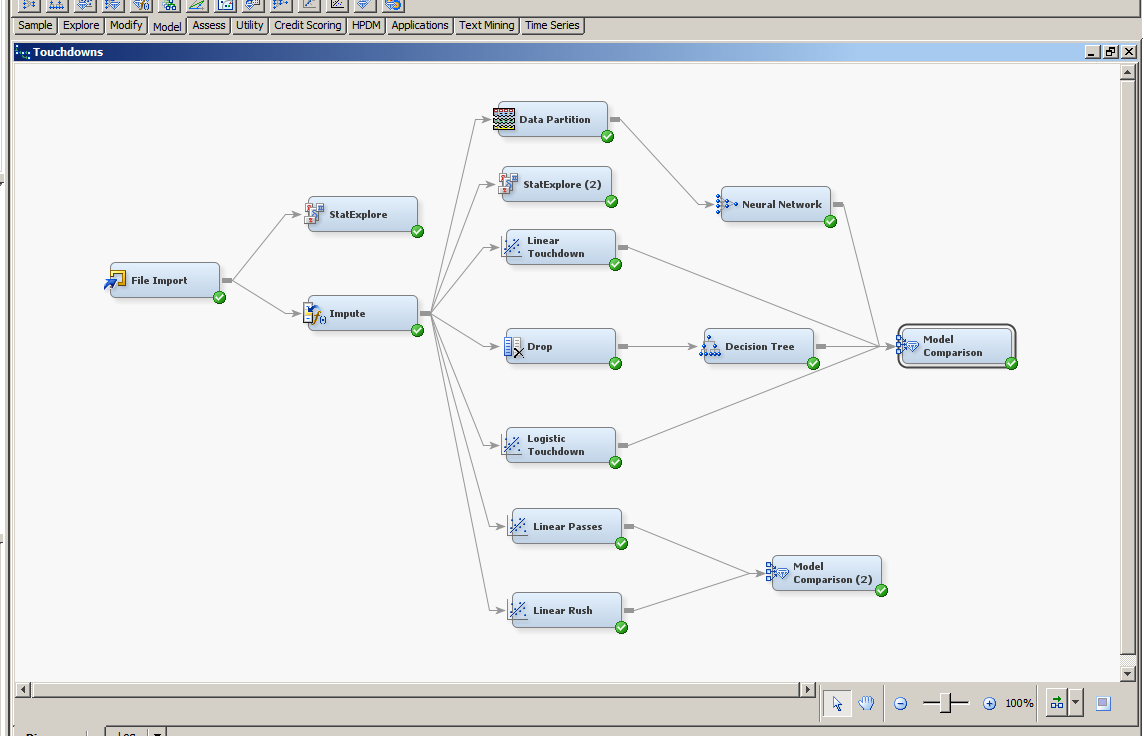 Sample Explore Modify Model Assess Utility Credit Scoring HPDM Applications Text Mining Time Series
Touchdowns
Data Partition
StatExplore (2)
Neural Network
StatExplore
Linear
Touchdown
File Import
Impute
Drop
Decision Tree
Model
Comparison
Logistic
Touchdown
Linear Passes
Model
Comparison (2)
Linear Rush
100%